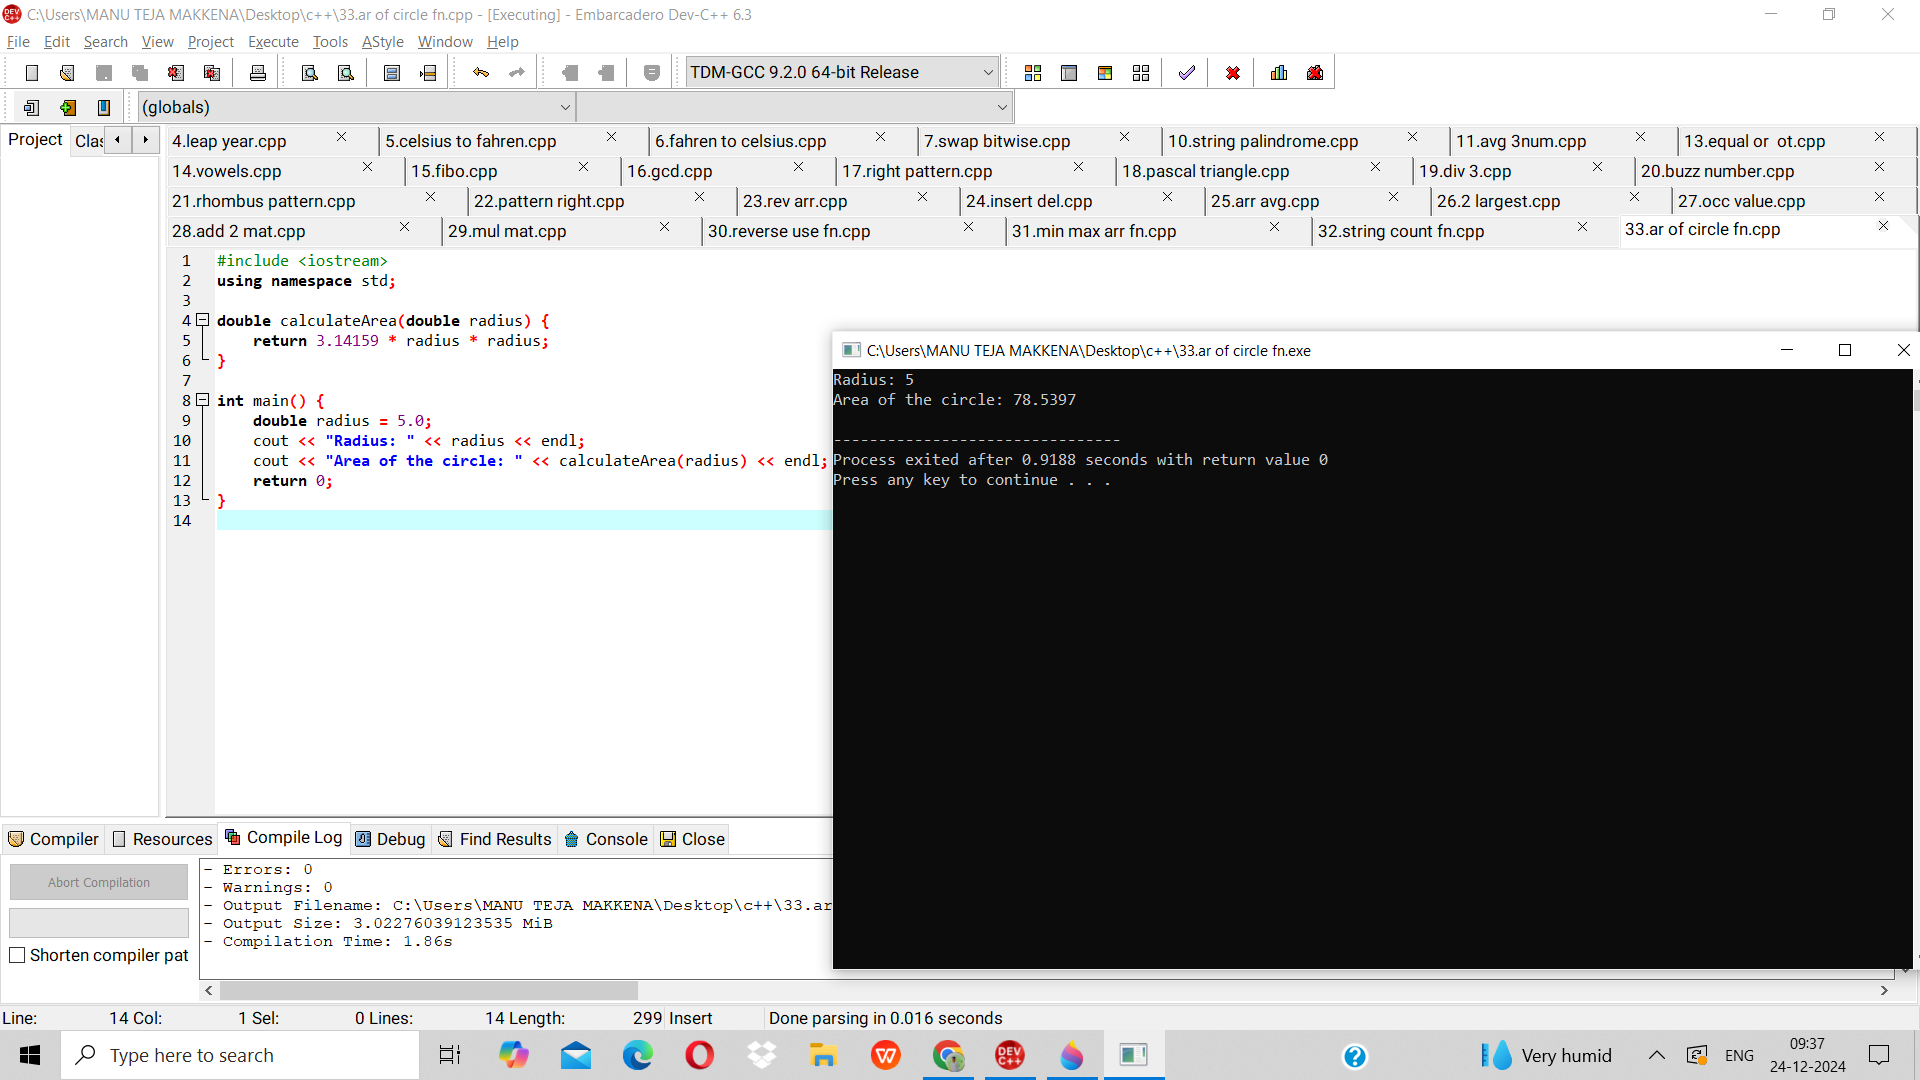 C:\Users\MANU TEJA MAKKENA\Desktop\c++\33.ar of circle fn.cpp - [Executing] - Embarcadero Dev-C++ 6.3
File Edit Search View Project Execute Tools AStyle Window Help
TDM-GCC 9.2.0 64-bit Release
(globals)
Project Clas
4.leap year.cpp 5.celsius to fahren.cpp 6.fahren to celsius.cpp 7.swap bitwise.cpp 10.string palindrome.cpp 11.avg 3num.cpp 13.equal or  ot.cpp
14.vowels.cpp 15.fibo.cpp 16.gcd.cpp 17.right pattern.cpp 18.pascal triangle.cpp 19.div 3.cpp 20.buzz number.cpp
21.rhombus pattern.cpp 22.pattern right.cpp 23.rev arr.cpp 24.insert del.cpp 25.arr avg.cpp 26.2 largest.cpp 27.occ value.cpp
28.add 2 mat.cpp 29.mul mat.cpp 30.reverse use fn.cpp 31.min max arr fn.cpp 32.string count fn.cpp 33.ar of circle fn.cpp
1 #include <iostream>
2 using namespace std;
3
4 double calculateArea(double radius) {
5     return 3.14159 * radius * radius;
6 }
7
8 int main() {
9     double radius = 5.0;
10     cout << "Radius: " << radius << endl;
11     cout << "Area of the circle: " << calculateArea(radius) << endl;
12     return 0;
13 }
14
C:\Users\MANU TEJA MAKKENA\Desktop\c++\33.ar of circle fn.exe
Radius: 5
Area of the circle: 78.5397
--------------------------------
Process exited after 0.9188 seconds with return value 0
Press any key to continue . . .
Compiler Resources Compile Log Debug Find Results Console Close
Abort Compilation
Shorten compiler pat
- Errors: 0
- Warnings: 0
- Output Filename: C:\Users\MANU TEJA MAKKENA\Desktop\c++\33.ar
- Output Size: 3.02276039123535 MiB
- Compilation Time: 1.86s
Line: 14 Col: 1 Sel: 0 Lines: 14 Length: 299 Insert Done parsing in 0.016 seconds
Type here to search
DEV C++
Very humid
ENG
09:37
24-12-2024